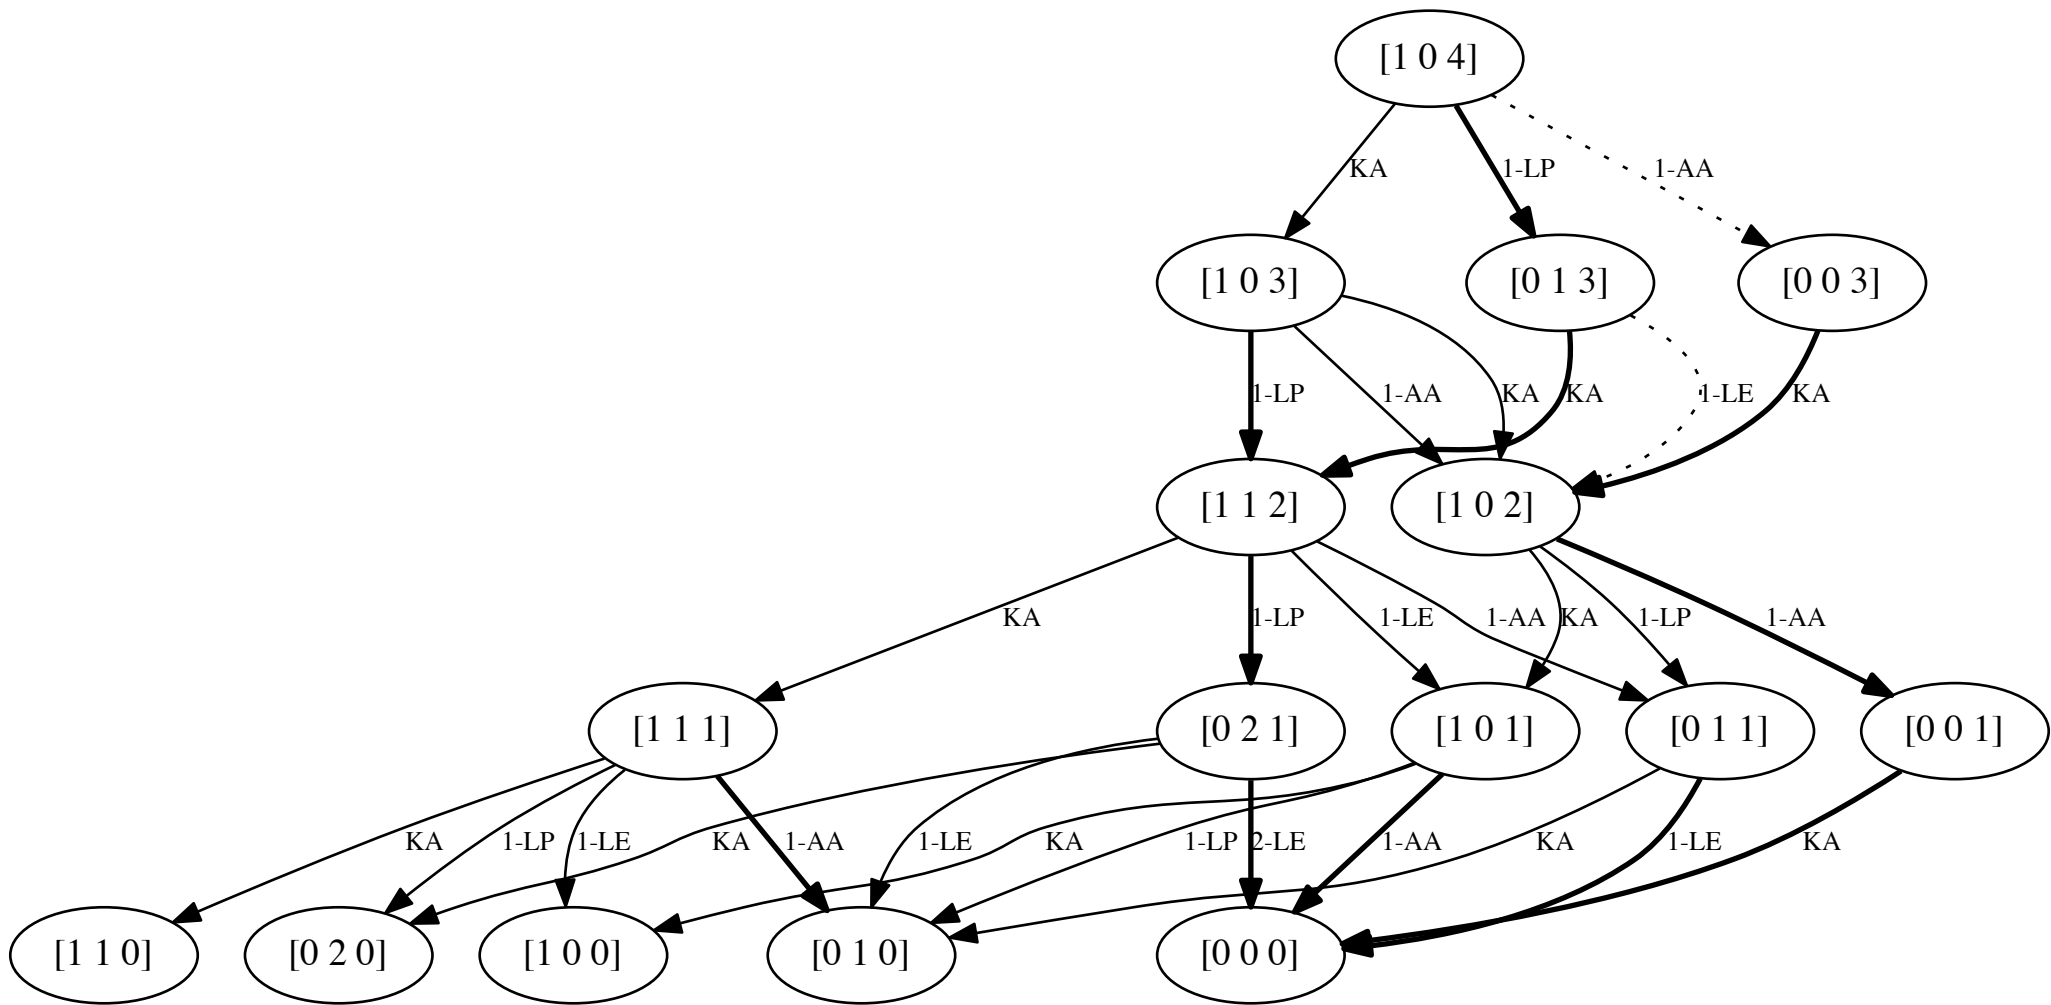 [1 0 4]
KA
1-LP
1-AA
[1 0 3]
[0 1 3]
[0 0 3]
1-LP
1-AA
KA
KA
1-LE
KA
[1 1 2]
[1 0 2]
KA
1-LP
1-LE
1-AA
KA
1-LP
1-AA
[1 1 1]
[0 2 1]
[1 0 1]
[0 1 1]
[0 0 1]
KA
1-LP
1-LE
KA
1-AA
1-LE
KA
1-LP
2-LE
1-AA
KA
1-LE
KA
[1 1 0]
[0 2 0]
[1 0 0]
[0 1 0]
[0 0 0]